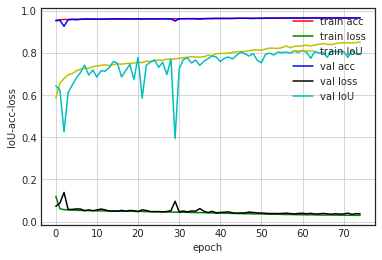 1.0
0.8
0.6
0.4
0.2
0.0
IoU-acc-loss
0
10
20
30
40
50
60
70
epoch
train acc
train loss
train IoU
val acc
val loss
val IoU